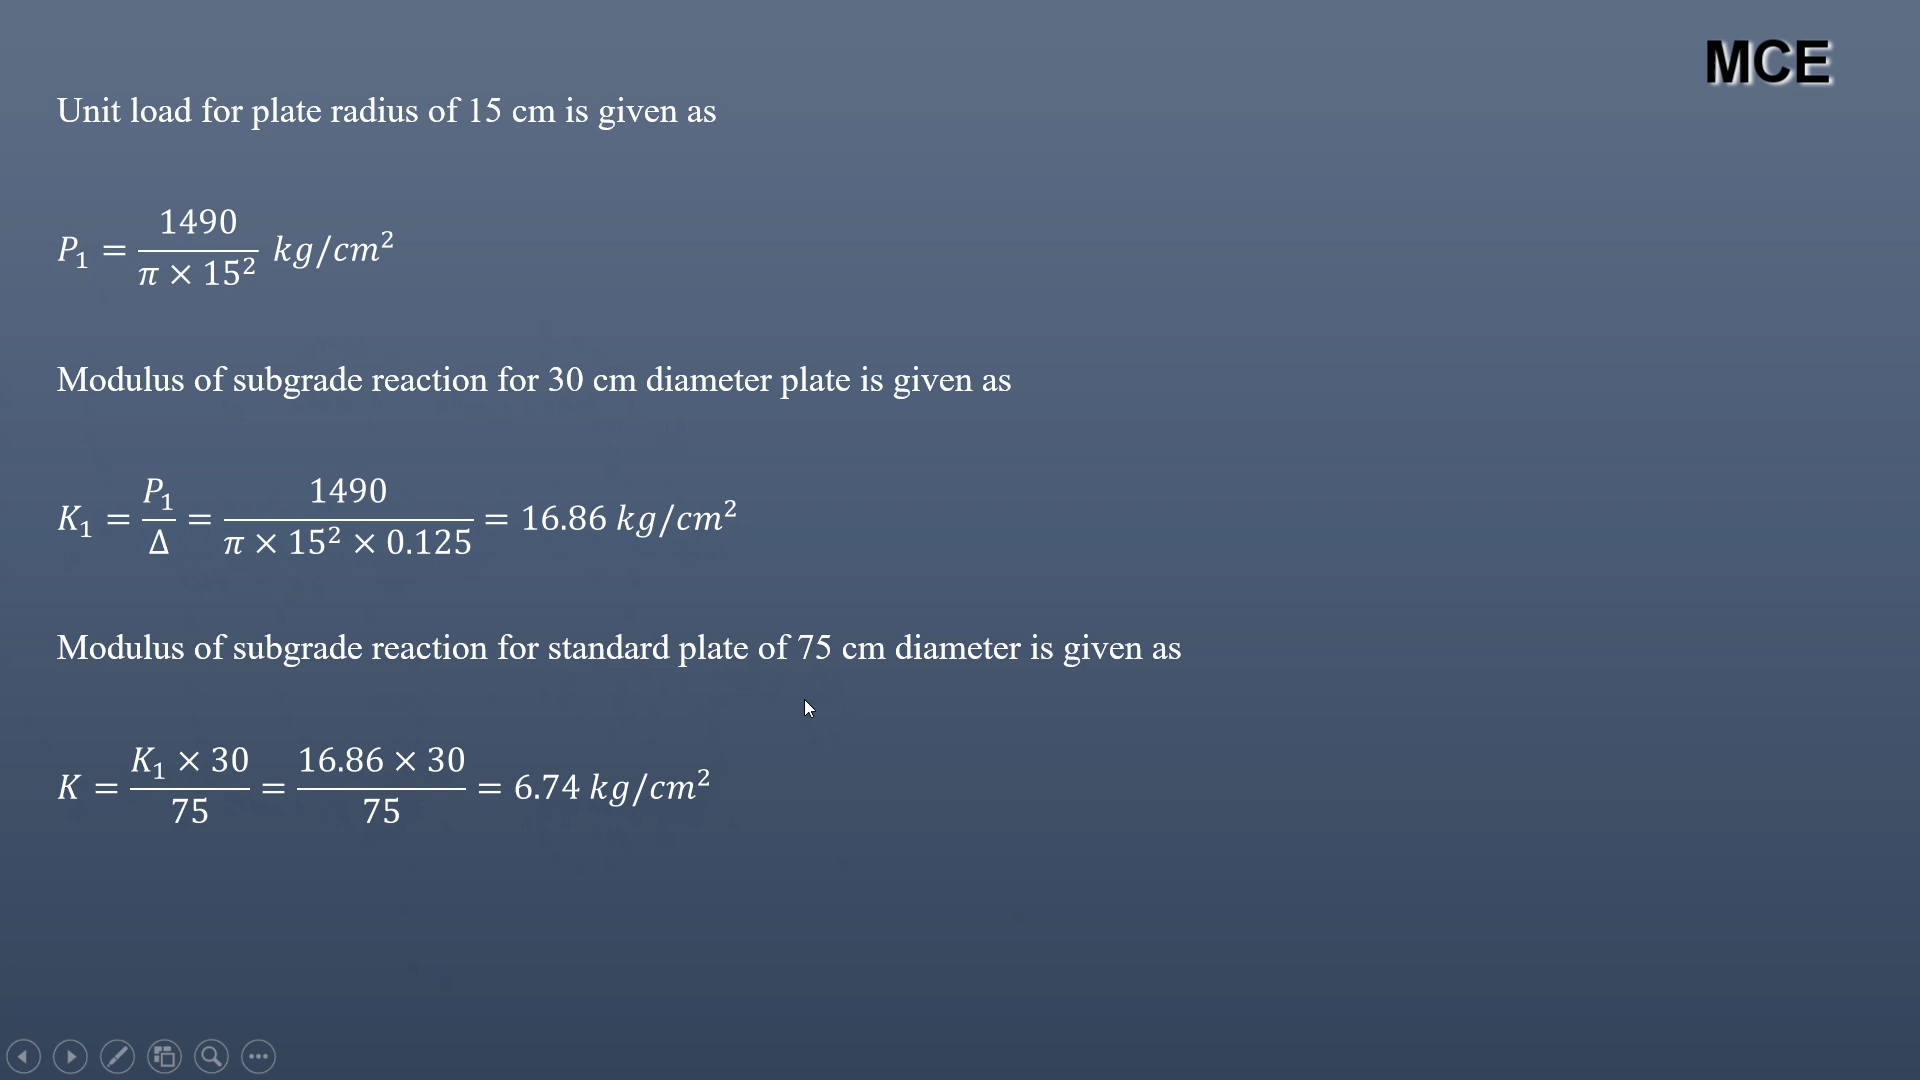 MCE
Unit load for plate radius of 15 cm is given as
P₁ = 1490 / (π × 15²) kg/cm²
Modulus of subgrade reaction for 30 cm diameter plate is given as
K₁ = P₁/Δ = 1490 / (π × 15² × 0.125) = 16.86 kg/cm²
Modulus of subgrade reaction for standard plate of 75 cm diameter is given as
K = (K₁ × 30) / 75 = (16.86 × 30) / 75 = 6.74 kg/cm²